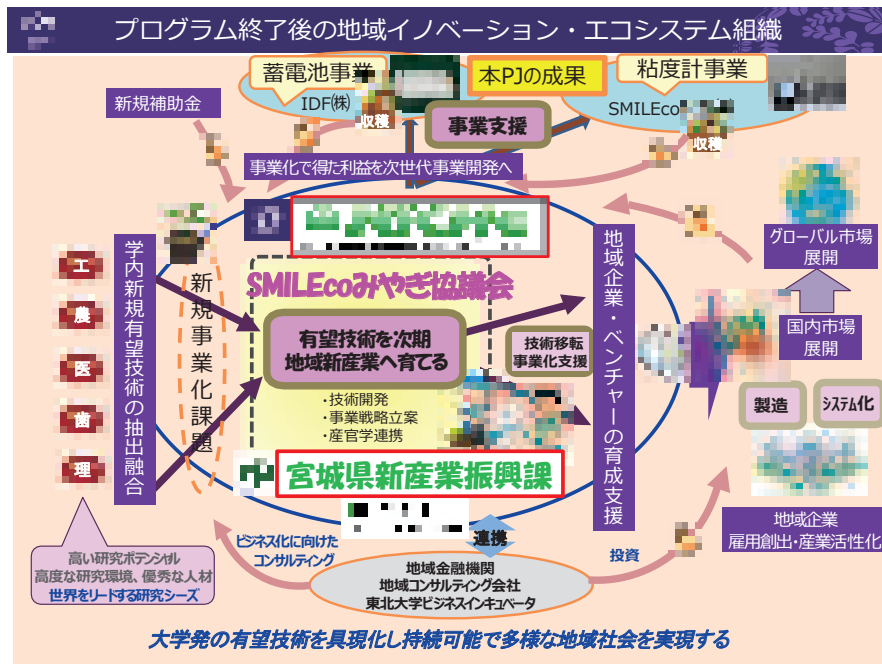 プログラム終了後の地域イノベーション・エコシステム組織
蓄電池事業
IDF㈱
収穫
本PJの成果
粘度計事業
SMILEco
収穫
新規補助金
事業支援
事業化で得た利益を次世代事業開発へ
グローバル市場
展開
国内市場
展開
工
農
医
歯
理
学内新規有望技術の抽出融合
新規事業化課題
SMILEcoみやぎ協議会
有望技術を次期
地域新産業へ育てる
・技術開発
・事業戦略立案
・産官学連携
技術移転
事業化支援
地域企業・ベンチャーの育成支援
製造
システム化
宮城県新産業振興課
地域企業
雇用創出・産業活性化
高い研究ポテンシャル
高度な研究環境、優秀な人材
世界をリードする研究シーズ
ビジネス化に向けた
コンサルティング
連携
投資
地域金融機関
地域コンサルティング会社
東北大学ビジネスインキュベータ
大学発の有望技術を具現化し持続可能で多様な地域社会を実現する